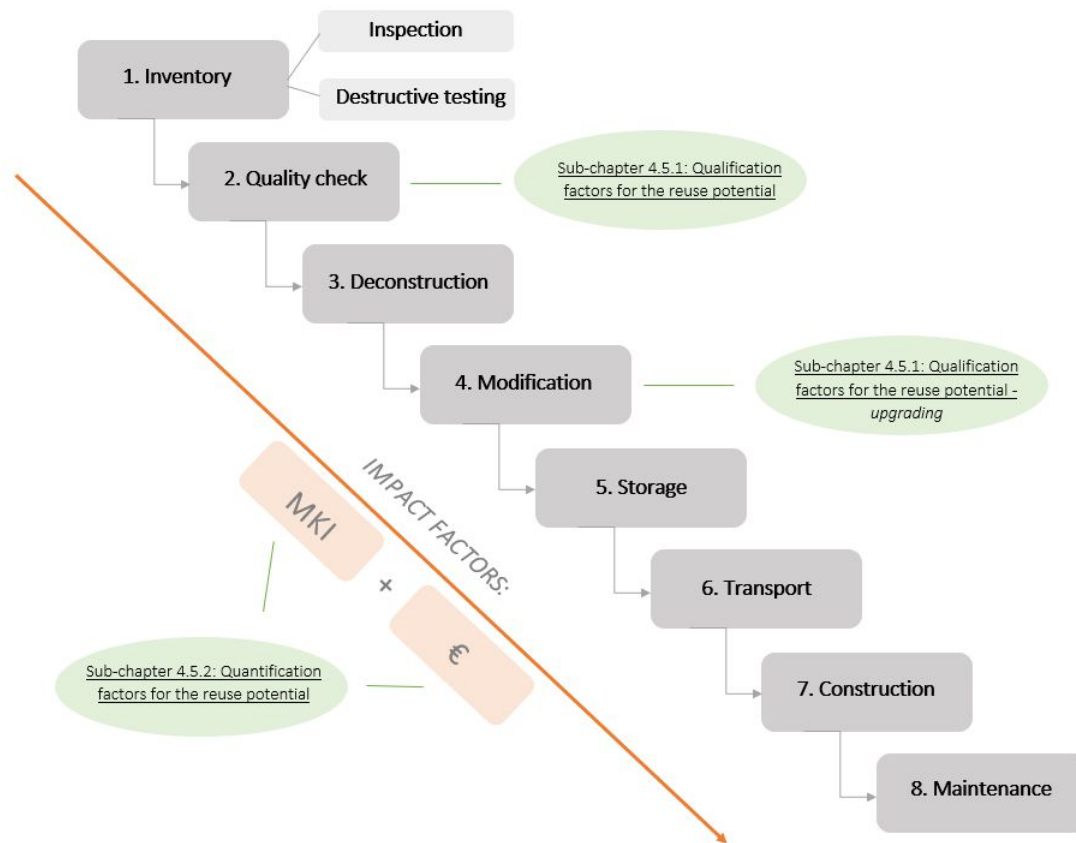 Inspection
1. Inventory
Destructive testing
2. Quality check
Sub-chapter 4.5.1: Qualification
factors for the reuse potential
3. Deconstruction
4. Modification
Sub-chapter 4.5.1: Qualification
factors for the reuse potential -
upgrading
5. Storage
IMPACT FACTORS:
MKI
+
€
6. Transport
Sub-chapter 4.5.2: Quantification
factors for the reuse potential
7. Construction
8. Maintenance